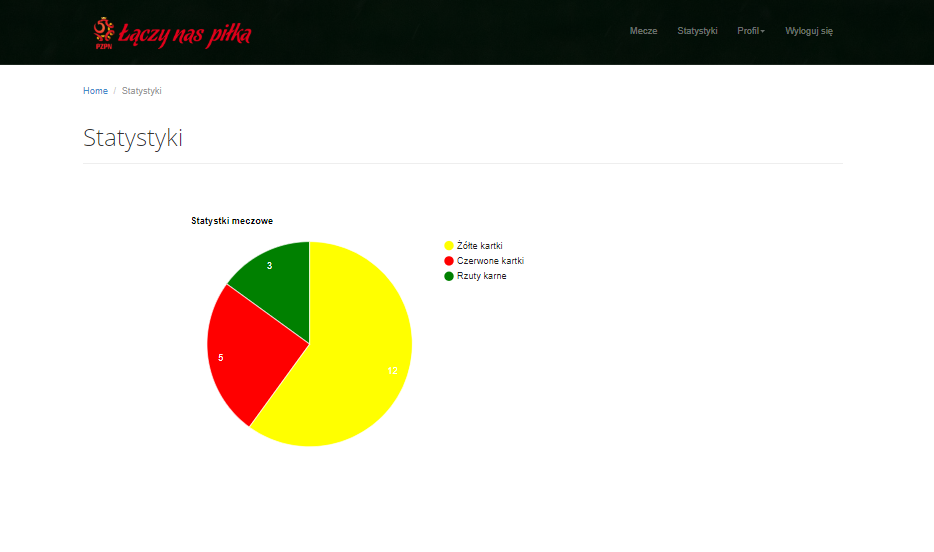 PZPN Łączy nas piłka
Mecze Statystyki Profil Wyloguj się
Home / Statystyki
Statystyki
Statystki meczowe
Żółte kartki
Czerwone kartki
Rzuty karne
3
5
12